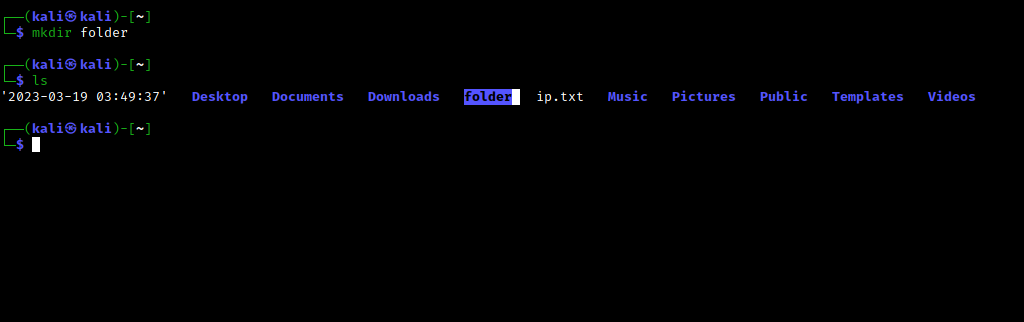 ┌──(kali㉿kali)-[~]
└─$ mkdir folder
┌──(kali㉿kali)-[~]
└─$ ls
'2023-03-19 03:49:37'   Desktop   Documents   Downloads   folder   ip.txt   Music   Pictures   Public   Templates   Videos
┌──(kali㉿kali)-[~]
└─$